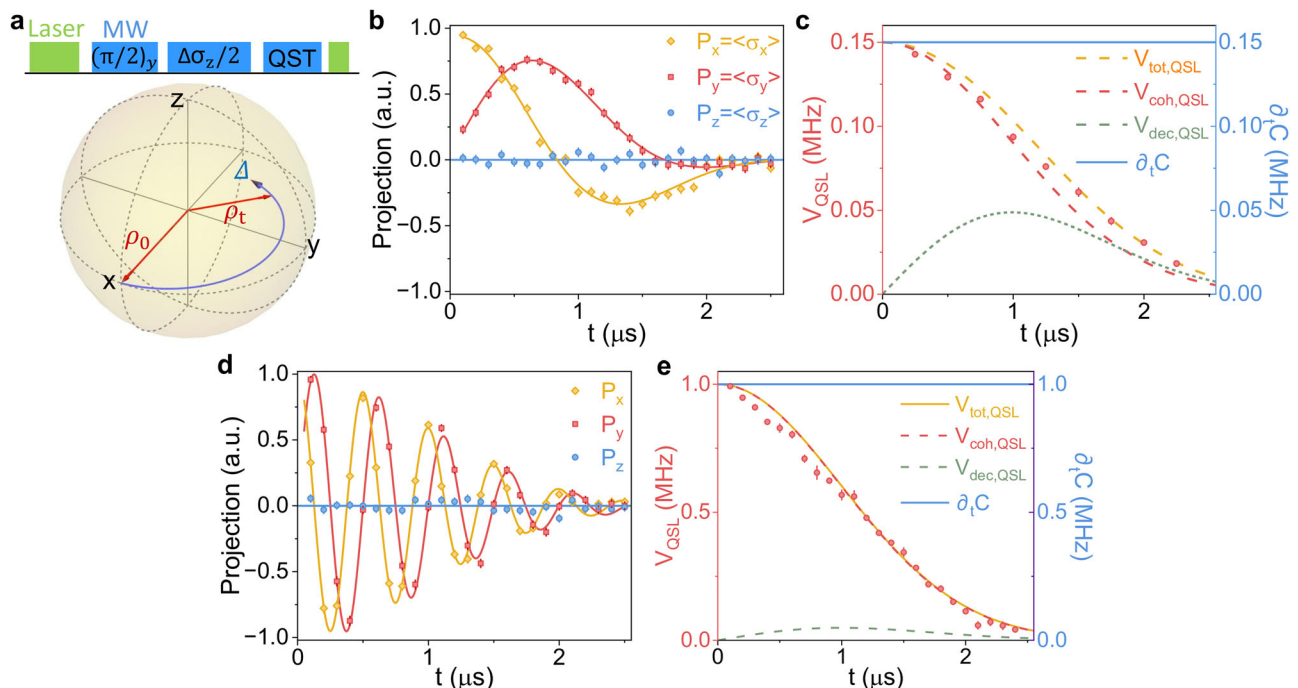 a
Laser MW
(π/2)y Δσz/2 QST
z
Δ
ρt
ρ0
x
y
b
Projection (a.u.)
1.0
0.5
0.0
−0.5
−1.0
Px=<σx>
Py=<σy>
Pz=<σz>
0 1 2
t (μs)
c
VQSL (MHz)
0.15
0.10
0.05
0.00
Vtot,QSL
Vcoh,QSL
Vdec,QSL
∂tC
0.15
0.10
0.05
0.00
∂tC (MHz)
0 1 2
t (μs)
d
Projection (a.u.)
1.0
0.5
0.0
-0.5
-1.0
Px
Py
Pz
0 1 2
t (μs)
e
VQSL (MHz)
1.0
0.5
0.0
Vtot,QSL
Vcoh,QSL
Vdec,QSL
∂tC
1.0
0.5
0.0
∂tC (MHz)
0 1 2
t (μs)